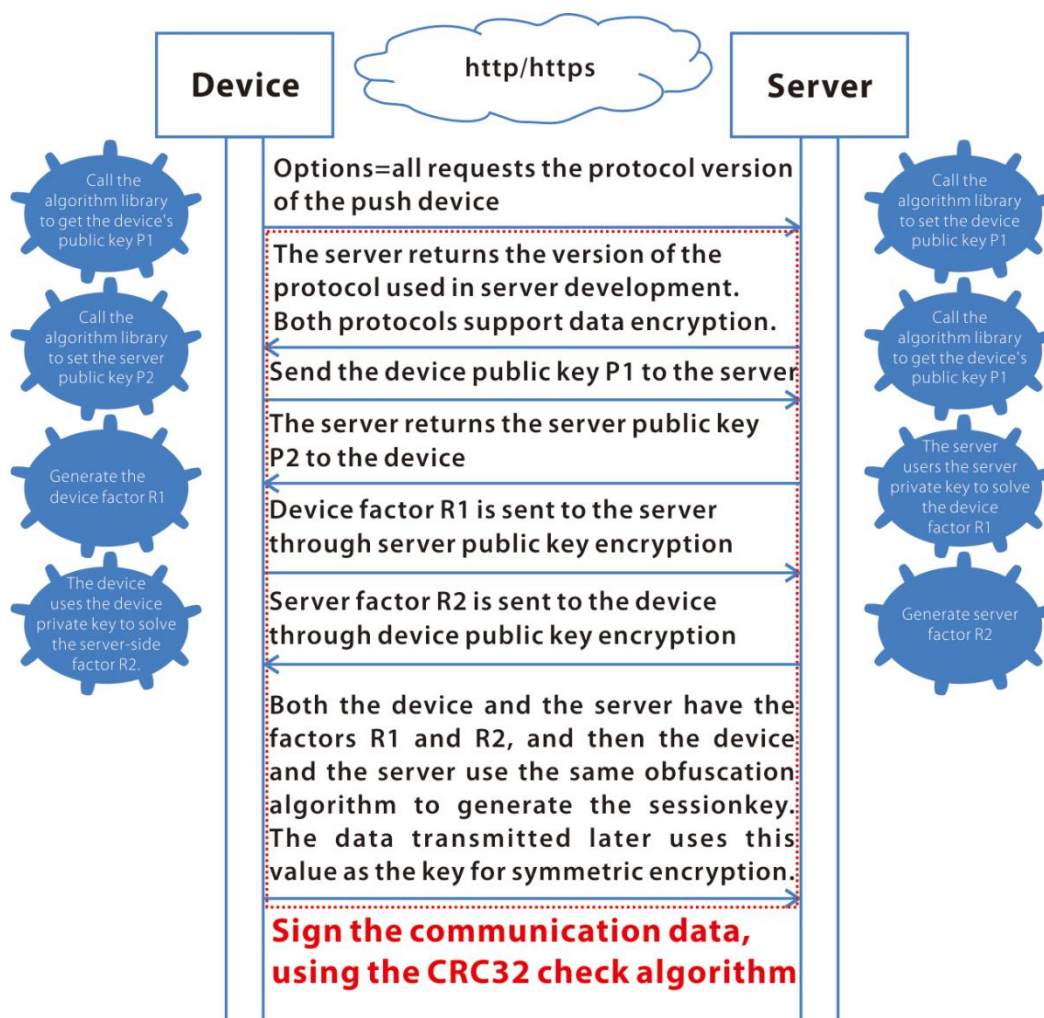 http/https
Device
Server
Call the
algorithm library
to get the device's
public key P1
Options=all requests the protocol version
of the push device
Call the
algorithm library
to set the device
public key P1
The server returns the version of the
protocol used in server development.
Both protocols support data encryption.
Call the
algorithm library
to set the server
public key P2
Call the
algorithm library
to get the device's
public key P1
Send the device public key P1 to the server
The server returns the server public key
P2 to the device
Generate the
device factor R1
The server
users the server
private key to solve
the device
factor R1
Device factor R1 is sent to the server
through server public key encryption
The device
uses the device
private key to solve
the server-side
factor R2.
Server factor R2 is sent to the device
through device public key encryption
Generate server
factor R2
Both the device and the server have the
factors R1 and R2, and then the device
and the server use the same obfuscation
algorithm to generate the sessionkey.
The data transmitted later uses this
value as the key for symmetric encryption.
Sign the communication data,
using the CRC32 check algorithm